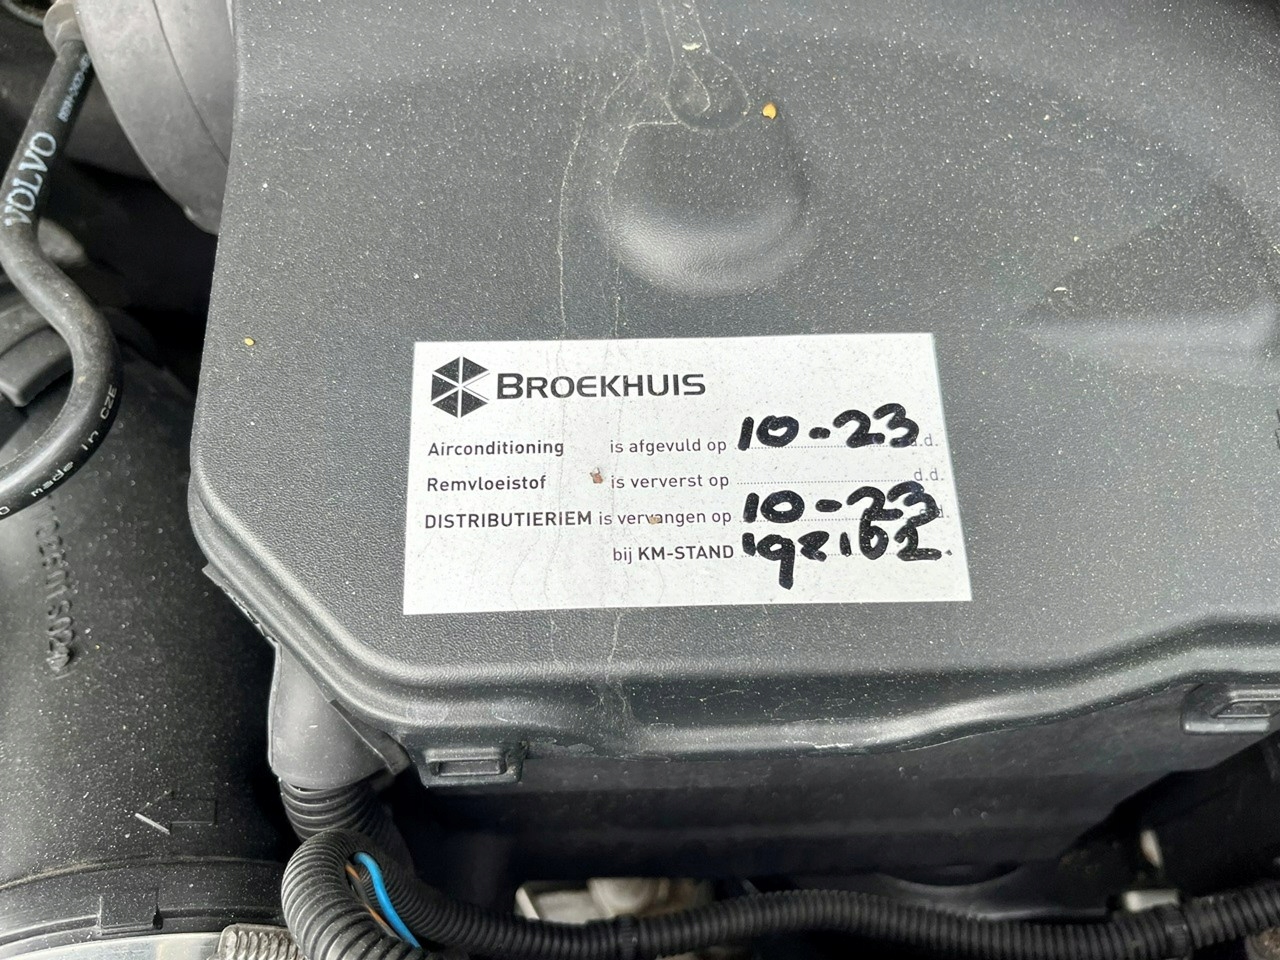 VOLVO
made in CZE
BROEKHUIS
Airconditioning is afgevuld op 10-23 d.d.
Remvloeistof is ververst op d.d.
DISTRIBUTIERIEM is vervangen op 10-23 d.
bij KM-STAND 192.162.